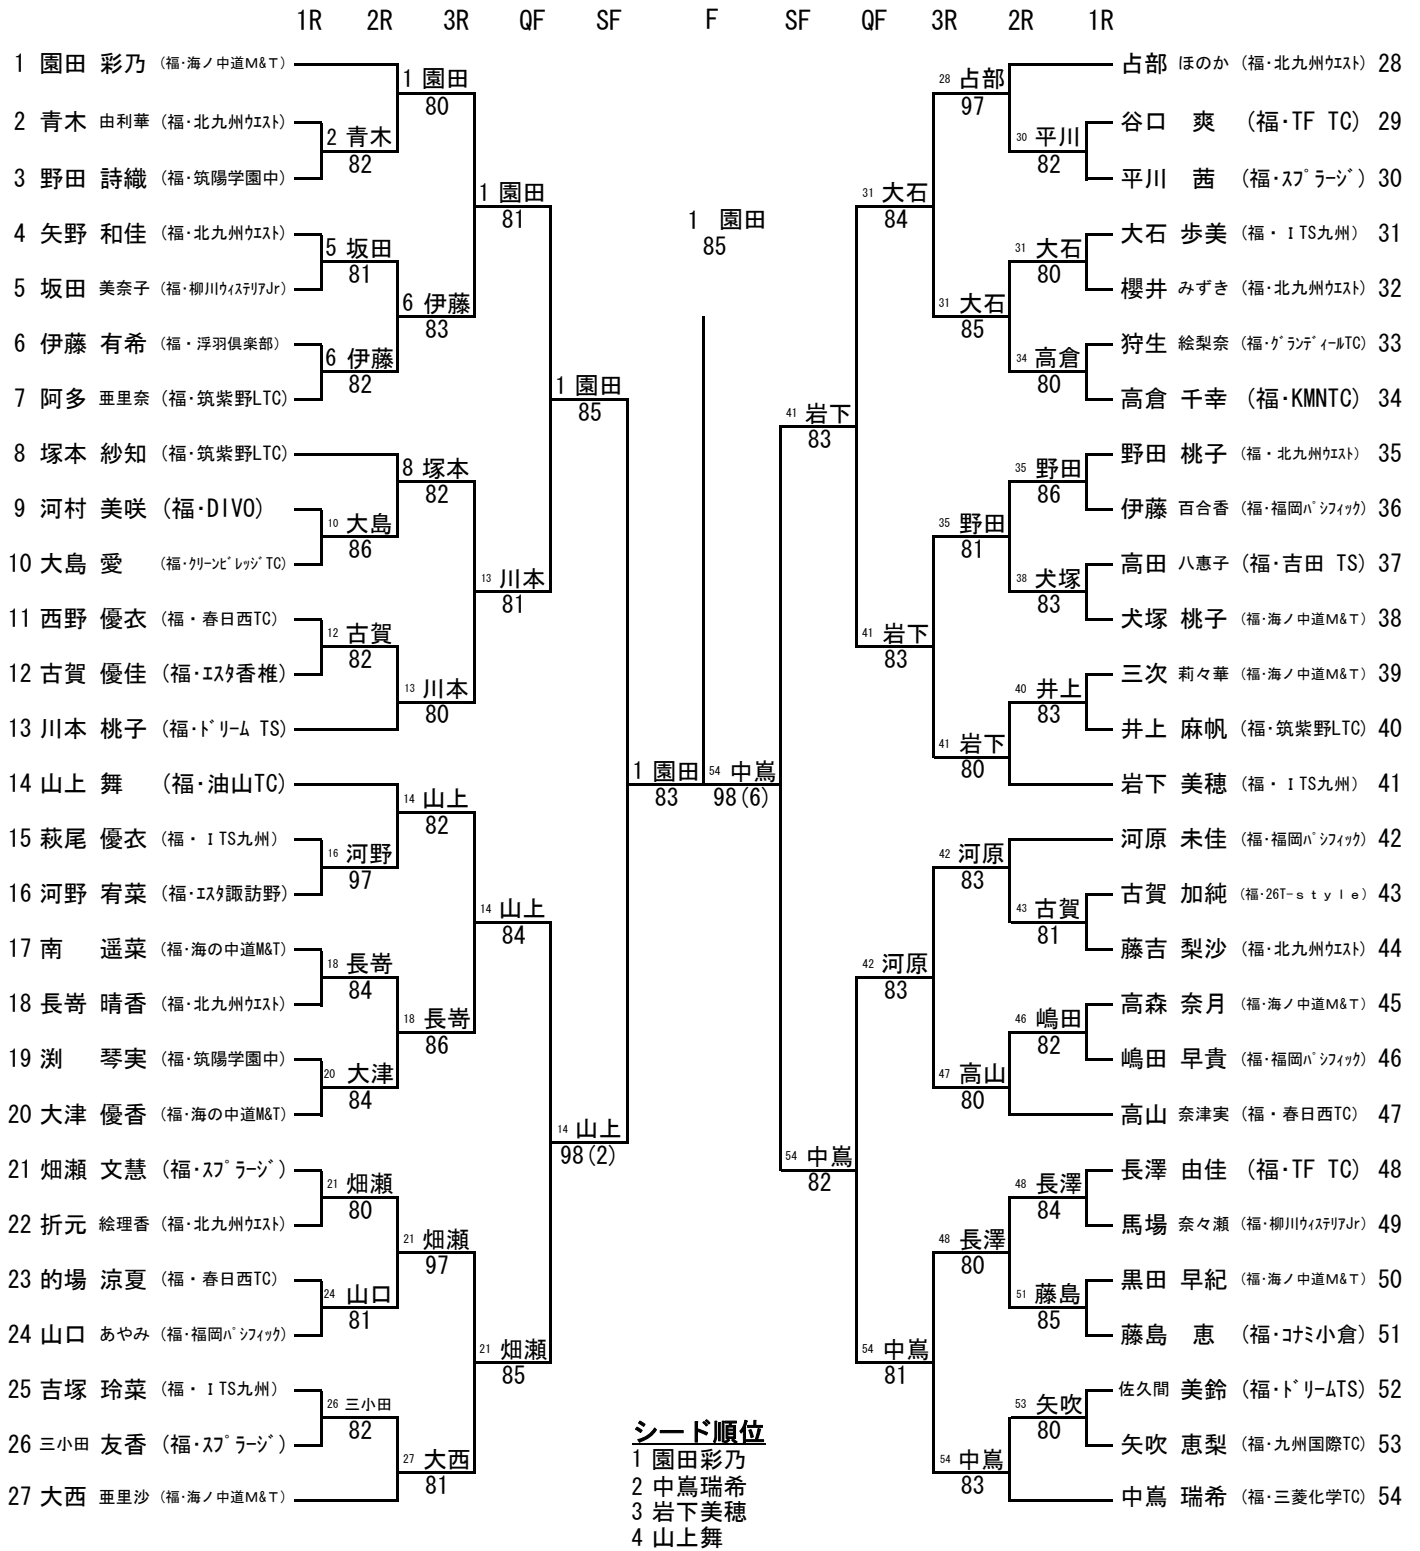 1R 2R 3R QF SF F SF QF 3R 2R 1R
1 園田 彩乃 (福・海ノ中道M&T)
2 青木 由利華 (福・北九州ウエスト)
3 野田 詩織 (福・筑陽学園中)
4 矢野 和佳 (福・北九州ウエスト)
5 坂田 美奈子 (福・柳川ウィステリアJr)
6 伊藤 有希 (福・浮羽倶楽部)
7 阿多 亜里奈 (福・筑紫野LTC)
8 塚本 紗知 (福・筑紫野LTC)
9 河村 美咲 (福・DIVO)
10 大島 愛 (福・グリーンビレッジTC)
11 西野 優衣 (福・春日西TC)
12 古賀 優佳 (福・エスタ香椎)
13 川本 桃子 (福・ドリーム TS)
14 山上 舞 (福・油山TC)
15 萩尾 優衣 (福・ITS九州)
16 河野 宥菜 (福・エスタ諏訪野)
17 南 遥菜 (福・海の中道M&T)
18 長嵜 晴香 (福・北九州ウエスト)
19 渕 琴実 (福・筑陽学園中)
20 大津 優香 (福・海の中道M&T)
21 畑瀬 文慧 (福・スプラージ)
22 折元 絵理香 (福・北九州ウエスト)
23 的場 涼夏 (福・春日西TC)
24 山口 あやみ (福・福岡パシフィック)
25 吉塚 玲菜 (福・ITS九州)
26 三小田 友香 (福・スプラージ)
27 大西 亜里沙 (福・海ノ中道M&T)
2 青木
82
5 坂田
81
6 伊藤
82
10 大島
86
12 古賀
82
16 河野
97
18 長嵜
84
20 大津
84
21 畑瀬
80
24 山口
81
26 三小田
82
1 園田
80
6 伊藤
83
8 塚本
82
13 川本
80
14 山上
82
18 長嵜
86
21 畑瀬
97
27 大西
81
1 園田
81
13 川本
81
14 山上
84
21 畑瀬
85
1 園田
85
14 山上
98(2)
1 園田
83
1 園田
85
54 中嶌
98(6)
41 岩下
83
54 中嶌
82
31 大石
84
41 岩下
83
42 河原
83
54 中嶌
81
28 占部
97
31 大石
85
35 野田
81
41 岩下
80
42 河原
83
47 高山
80
48 長澤
80
54 中嶌
83
30 平川
82
31 大石
80
34 高倉
80
35 野田
86
38 犬塚
83
40 井上
83
43 古賀
81
46 嶋田
82
48 長澤
84
51 藤島
85
53 矢吹
80
占部 ほのか (福・北九州ウエスト) 28
谷口 爽 (福・TF TC) 29
平川 茜 (福・スプラージ) 30
大石 歩美 (福・ITS九州) 31
櫻井 みずき (福・北九州ウエスト) 32
狩生 絵梨奈 (福・グランディールTC) 33
高倉 千幸 (福・KMNTC) 34
野田 桃子 (福・北九州ウエスト) 35
伊藤 百合香 (福・福岡パシフィック) 36
高田 八惠子 (福・吉田 TS) 37
犬塚 桃子 (福・海ノ中道M&T) 38
三次 莉々華 (福・海ノ中道M&T) 39
井上 麻帆 (福・筑紫野LTC) 40
岩下 美穂 (福・ITS九州) 41
河原 未佳 (福・福岡パシフィック) 42
古賀 加純 (福・26T-style) 43
藤吉 梨沙 (福・北九州ウエスト) 44
高森 奈月 (福・海ノ中道M&T) 45
嶋田 早貴 (福・福岡パシフィック) 46
高山 奈津実 (福・春日西TC) 47
長澤 由佳 (福・TF TC) 48
馬場 奈々瀬 (福・柳川ウィステリアJr) 49
黒田 早紀 (福・海ノ中道M&T) 50
藤島 恵 (福・コナミ小倉) 51
佐久間 美鈴 (福・ドリームTS) 52
矢吹 恵梨 (福・九州国際TC) 53
中嶌 瑞希 (福・三菱化学TC) 54
シード順位
1 園田彩乃
2 中嶌瑞希
3 岩下美穂
4 山上舞